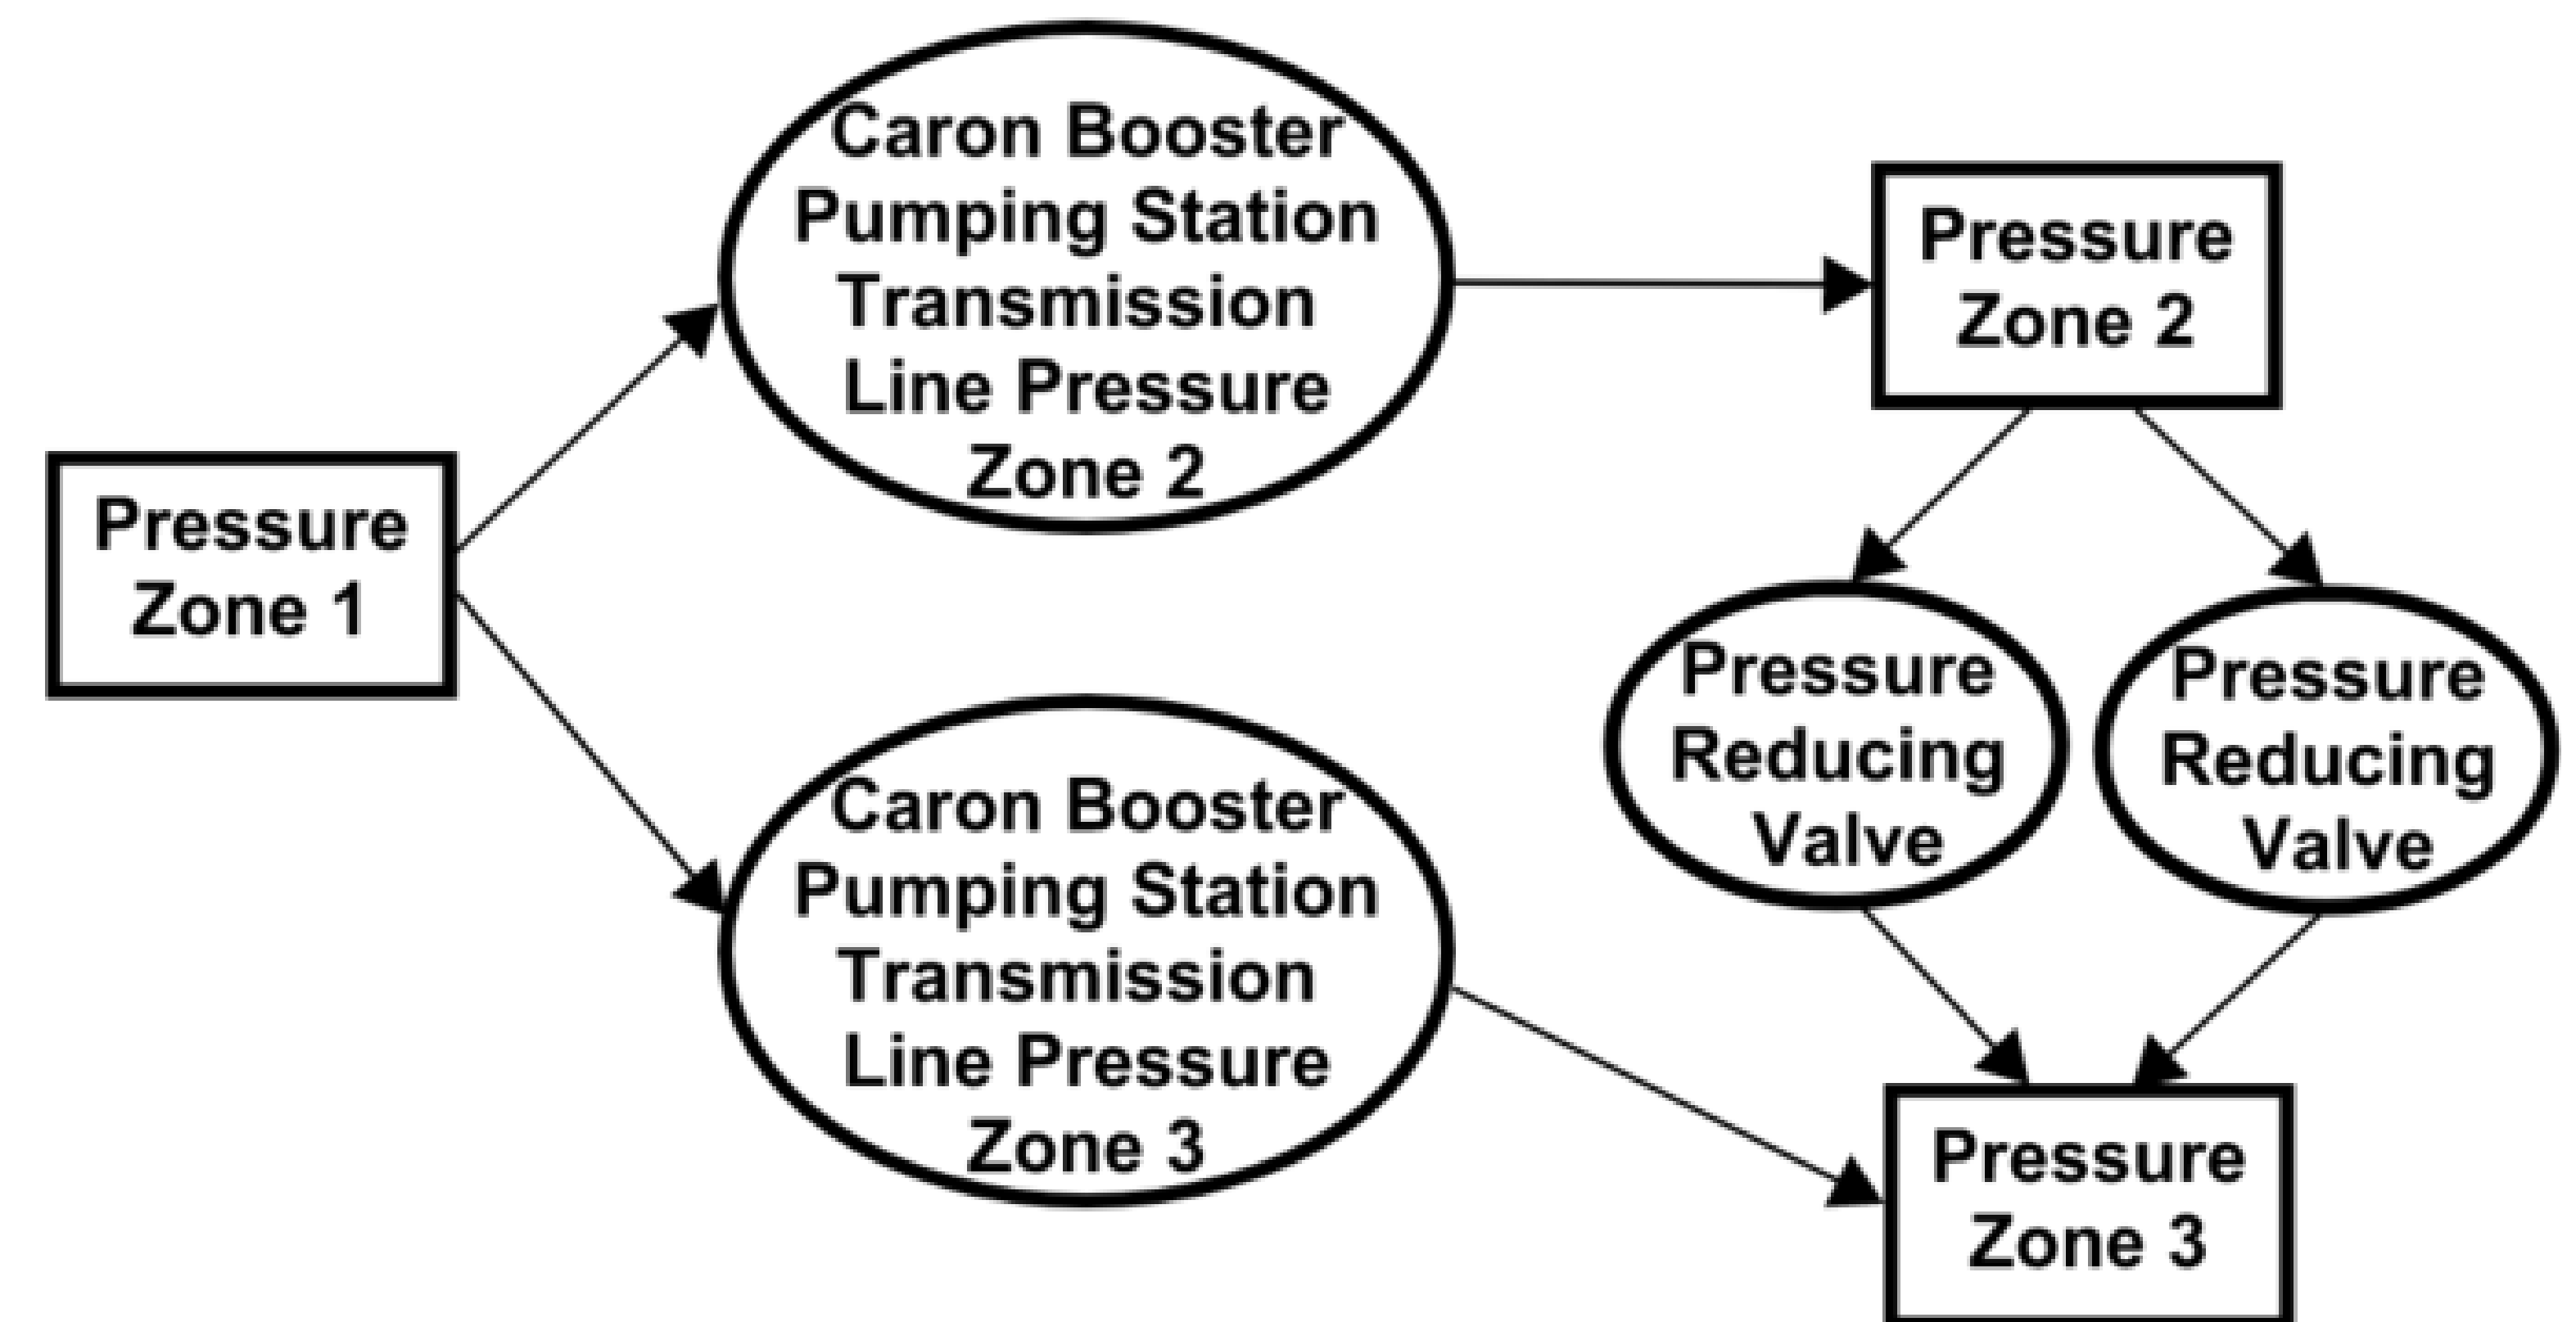 Pressure
Zone 1
Caron Booster
Pumping Station
Transmission
Line Pressure
Zone 2
Caron Booster
Pumping Station
Transmission
Line Pressure
Zone 3
Pressure
Zone 2
Pressure
Reducing
Valve
Pressure
Reducing
Valve
Pressure
Zone 3